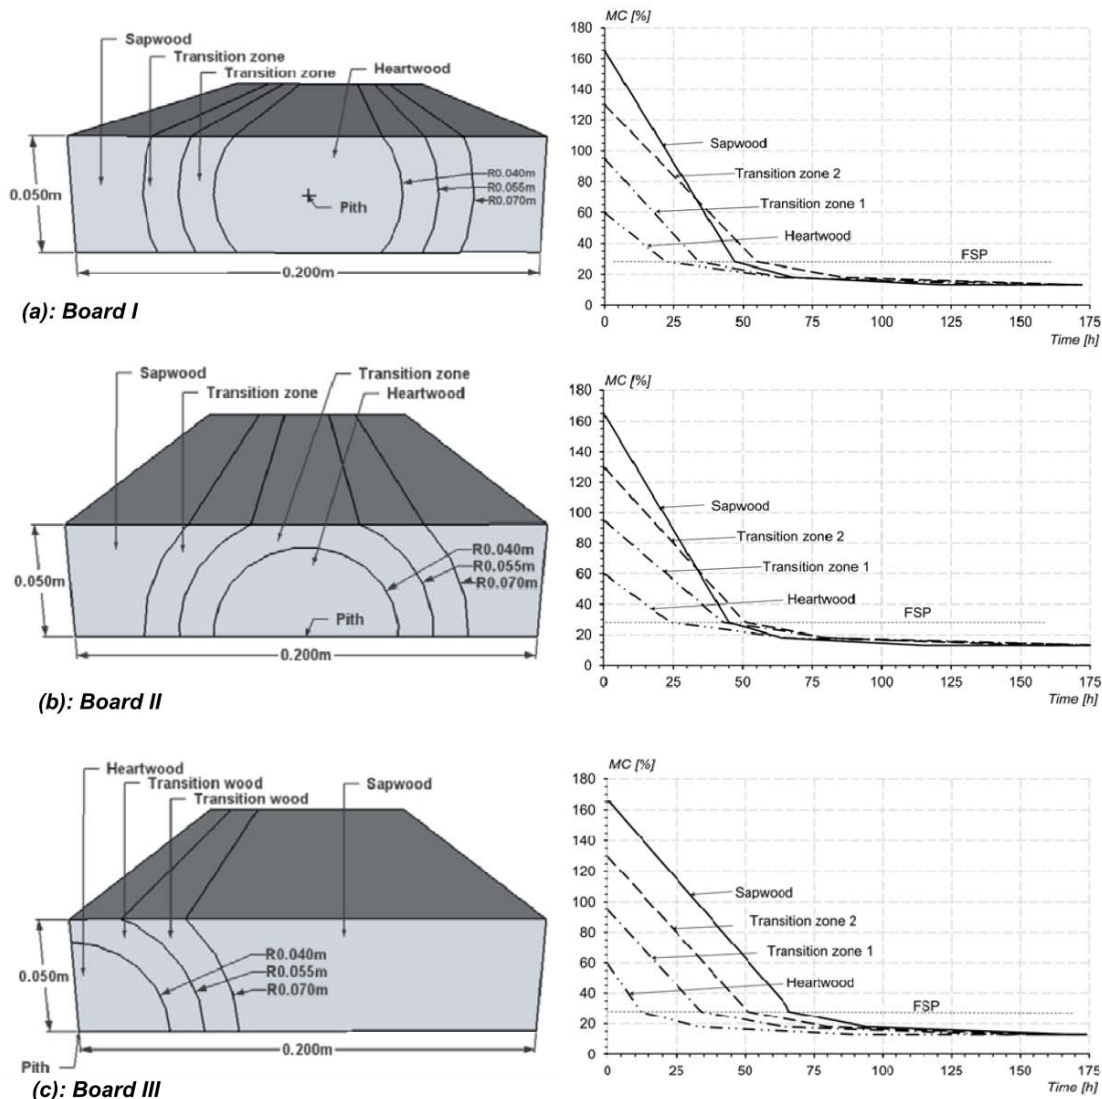 Sapwood
Transition zone
Transition zone
Heartwood
R0.040m
R0.055m
R0.070m
0.050m
Pith
0.200m
(a): Board I
MC [%]
180
160
140
120
100
80
60
40
20
0
Sapwood
Transition zone 2
Transition zone 1
Heartwood
FSP
0 25 50 75 100 125 150 175
Time [h]
Sapwood
Transition zone
Transition zone
Heartwood
R0.040m
R0.055m
R0.070m
0.050m
Pith
0.200m
(b): Board II
MC [%]
180
160
140
120
100
80
60
40
20
0
Sapwood
Transition zone 2
Transition zone 1
Heartwood
FSP
0 25 50 75 100 125 150 175
Time [h]
Heartwood
Transition wood
Transition wood
Sapwood
R0.040m
R0.055m
R0.070m
0.050m
0.200m
Pith
(c): Board III
MC [%]
180
160
140
120
100
80
60
40
20
0
Sapwood
Transition zone 2
Transition zone 1
Heartwood
FSP
0 25 50 75 100 125 150 175
Time [h]